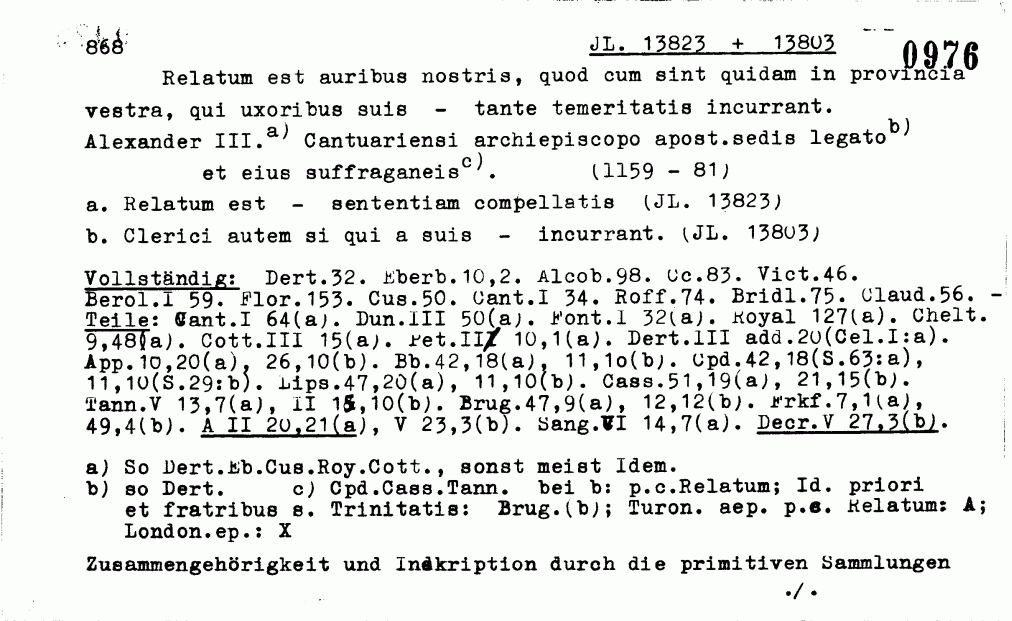 868 JL. 13823 + 13803 0976
Relatum est auribus nostris, quod cum sint quidam in provincia
vestra, qui uxoribus suis - tante temeritatis incurrant.
Alexander III.a) Cantuariensi archiepiscopo apost.sedis legato b)
et eius suffraganeis c). (1159 - 81)
a. Relatum est - sententiam compellatis (JL. 13823)
b. Clerici autem si qui a suis - incurrant. (JL. 13803)
Vollständig: Dert.32. Eberb.10,2. Alcob.98. Oc.83. Vict.46.
Berol.I 59. Flor.153. Cus.50. Cant.I 34. Roff.74. Bridl.75. Claud.56. -
Teile: Cant.I 64(a). Dun.III 50(a). Font.I 32(a). Royal 127(a). Chelt.
9,48(a). Cott.III 15(a). Pet.II 10,1(a). Dert.III add.20(Cel.I:a).
App.10,20(a), 26,10(b). Bb.42,18(a), 11,1o(b). Cpd.42,18(S.63:a),
11,10(S.29:b). Lips.47,20(a), 11,10(b). Cass.51,19(a), 21,15(b).
Tann.V 13,7(a), II 15,10(b). Brug.47,9(a), 12,12(b). Frkf.7,1(a),
49,4(b). A II 20,21(a), V 23,3(b). Sang.VI 14,7(a). Decr.V 27,3(b).
a) So Dert.Eb.Cus.Roy.Cott., sonst meist Idem.
b) so Dert. c) Cpd.Cass.Tann. bei b: p.c.Relatum; Id. priori
et fratribus s. Trinitatis: Brug.(b); Turon. aep. p.c. Relatum: A;
London.ep.: X
Zusammengehörigkeit und Inskription durch die primitiven Sammlungen
./.